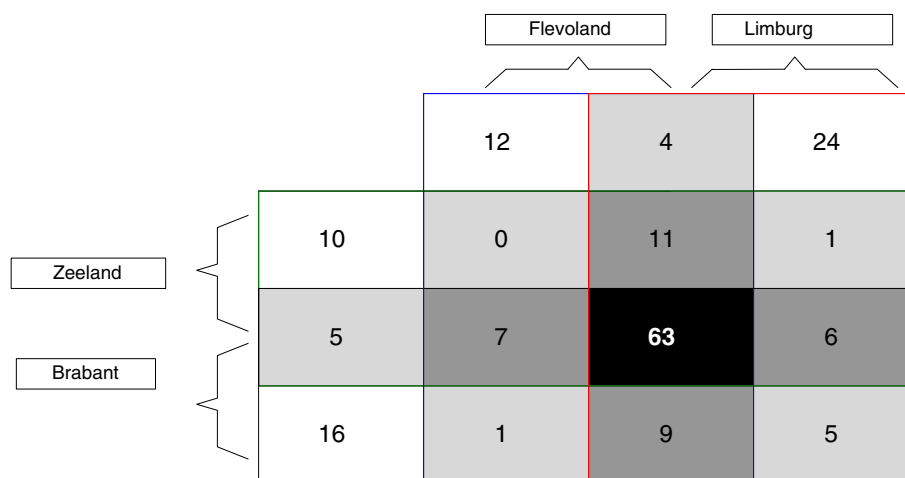 Flevoland Limburg
12 4 24
10 0 11 1
Zeeland
5 7 63 6
Brabant
16 1 9 5